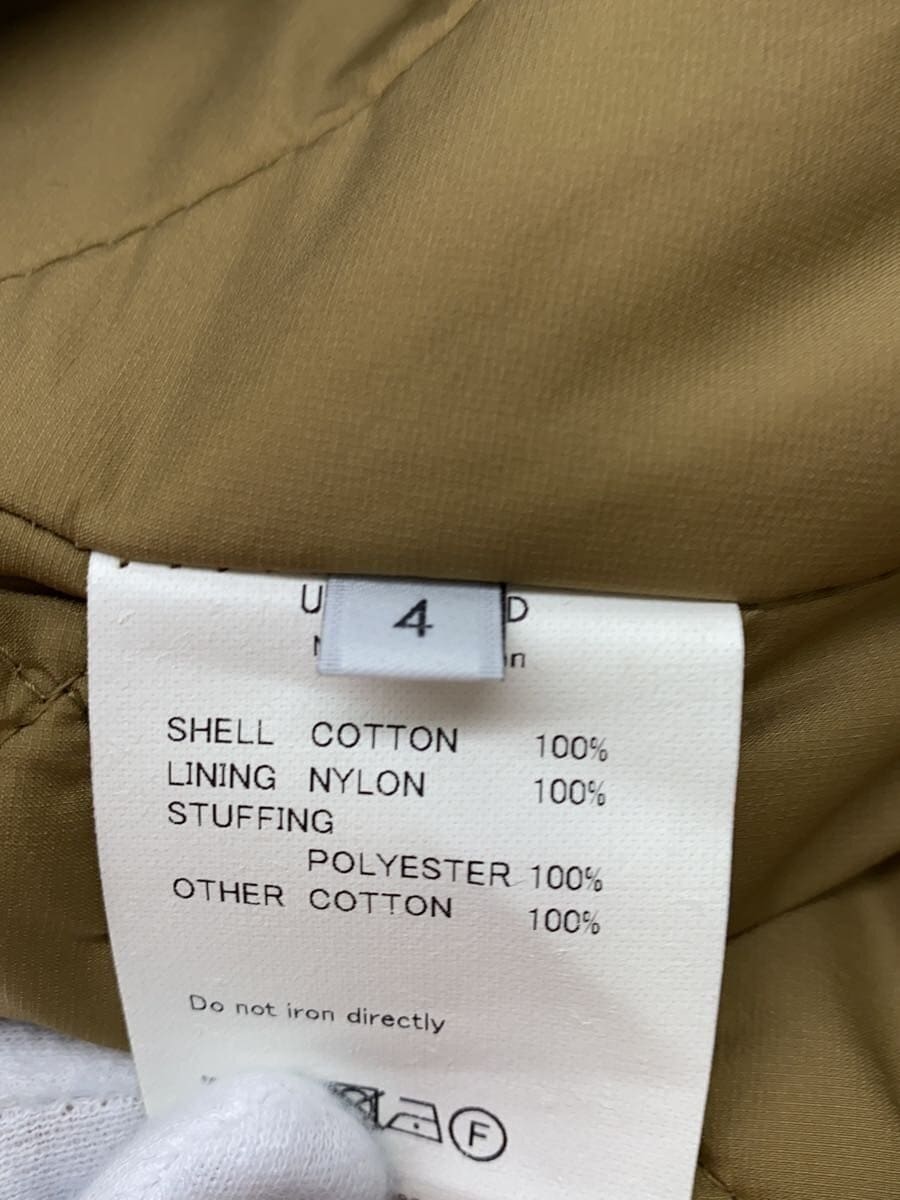 4
SHELL COTTON 100%
LINING NYLON 100%
STUFFING
POLYESTER 100%
OTHER COTTON 100%
Do not iron directly
F